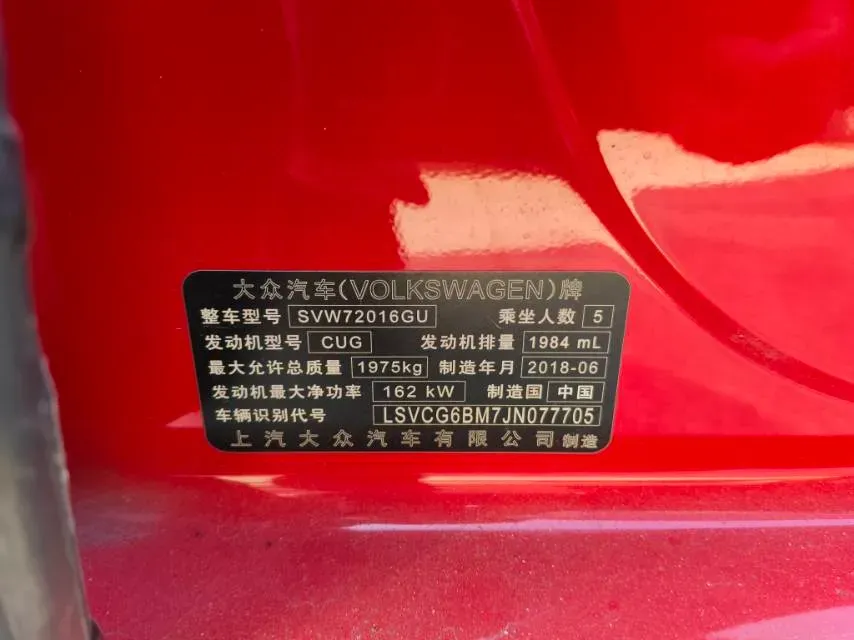 大众汽车(VOLKSWAGEN)牌
整车型号 SVW72016GU 乘坐人数 5
发动机型号 CUG 发动机排量 1984 mL
最大允许总质量 1975kg 制造年月 2018-06
发动机最大净功率 162 kW 制造国 中国
车辆识别代号 LSVCG6BM7JN077705
上汽大众汽车有限公司 制造